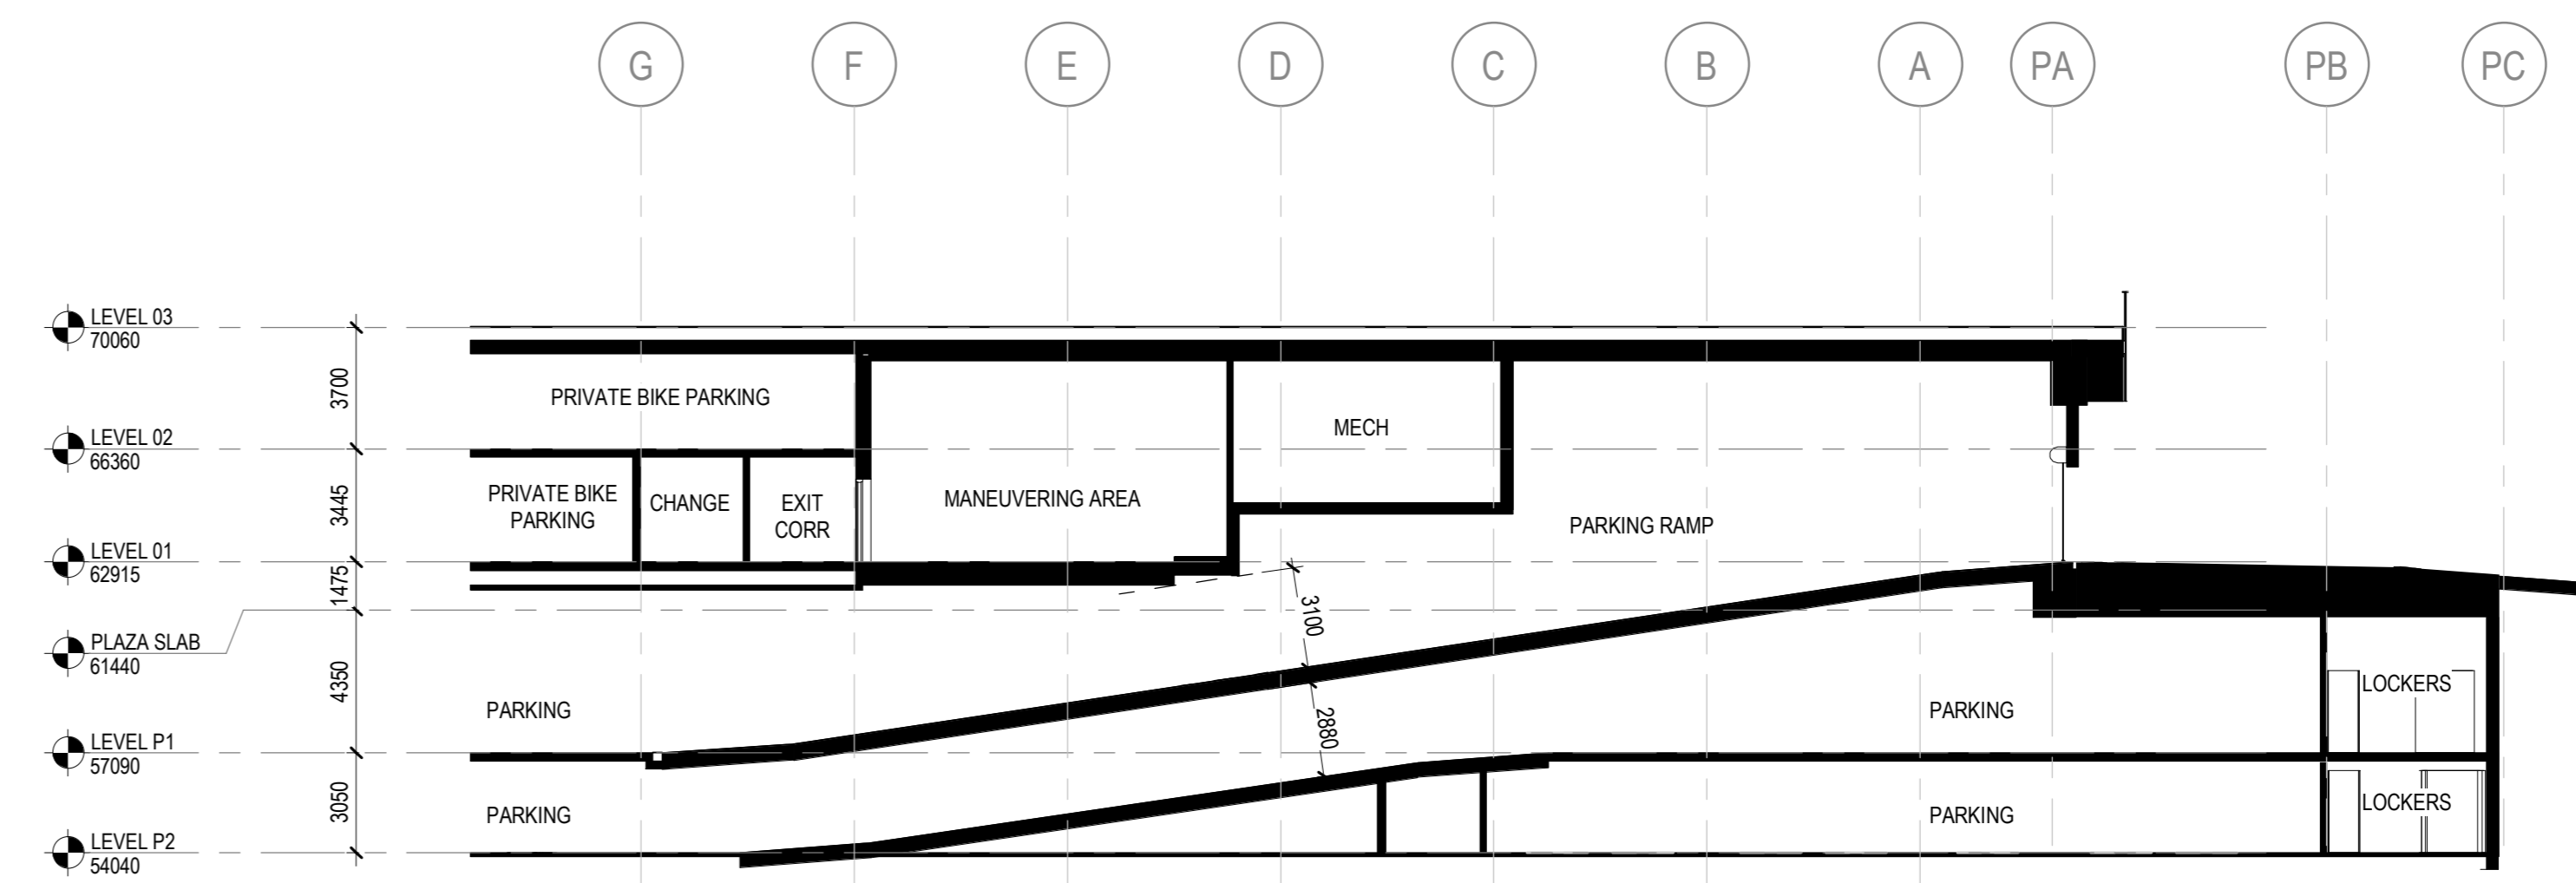 G F E D C B A PA PB PC
LEVEL 03
70060
3700
PRIVATE BIKE PARKING
MECH
LEVEL 02
66360
3445
PRIVATE BIKE
PARKING
CHANGE
EXIT
CORR
MANEUVERING AREA
PARKING RAMP
LEVEL 01
62915
1475
3100
PLAZA SLAB
61440
4350
PARKING
2880
PARKING
LOCKERS
LEVEL P1
57090
3050
PARKING
PARKING
LOCKERS
LEVEL P2
54040